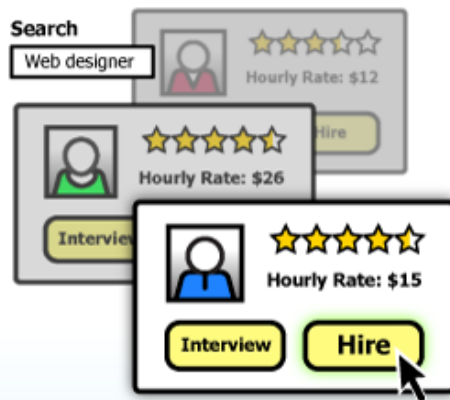 Search
Web designer
Hourly Rate: $12
Hire
Hourly Rate: $26
Interview
Hourly Rate: $15
Interview
Hire